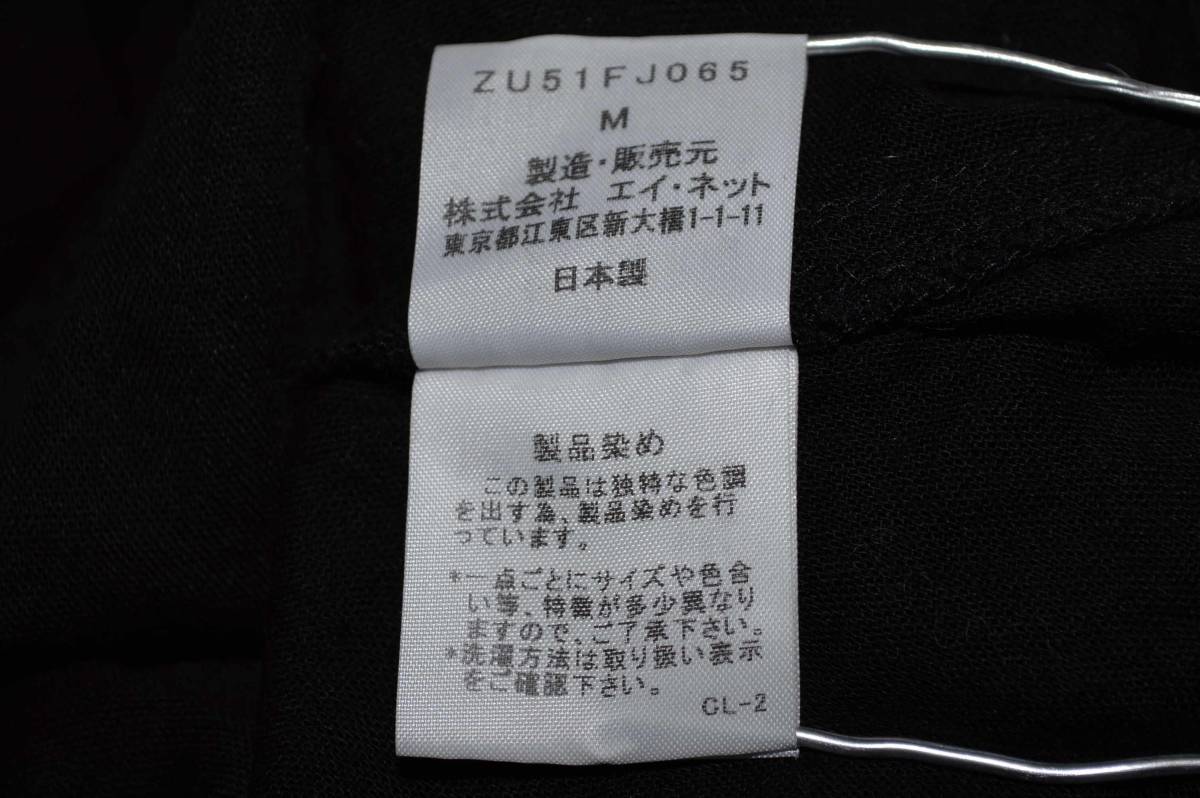 ZU51FJ065
M
製造・販売元
株式会社 エイ・ネット
東京都江東区新大橋1-1-11
日本製
製品染め
この製品は独特な色調
を出す為、製品染めを行
っています。
*一点ごとにサイズや色合
い等、特徴が多少異なり
ますので、ご了承下さい。
*洗濯方法は取り扱い表示
をご確認下さい。
CL-2